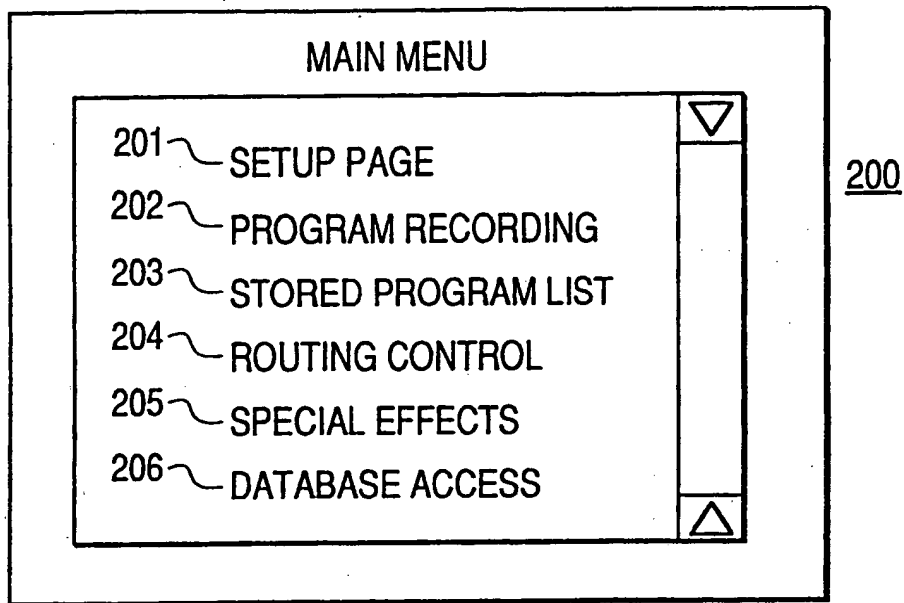 MAIN MENU
201 SETUP PAGE
200
202 PROGRAM RECORDING
203 STORED PROGRAM LIST
204 ROUTING CONTROL
205 SPECIAL EFFECTS
206 DATABASE ACCESS